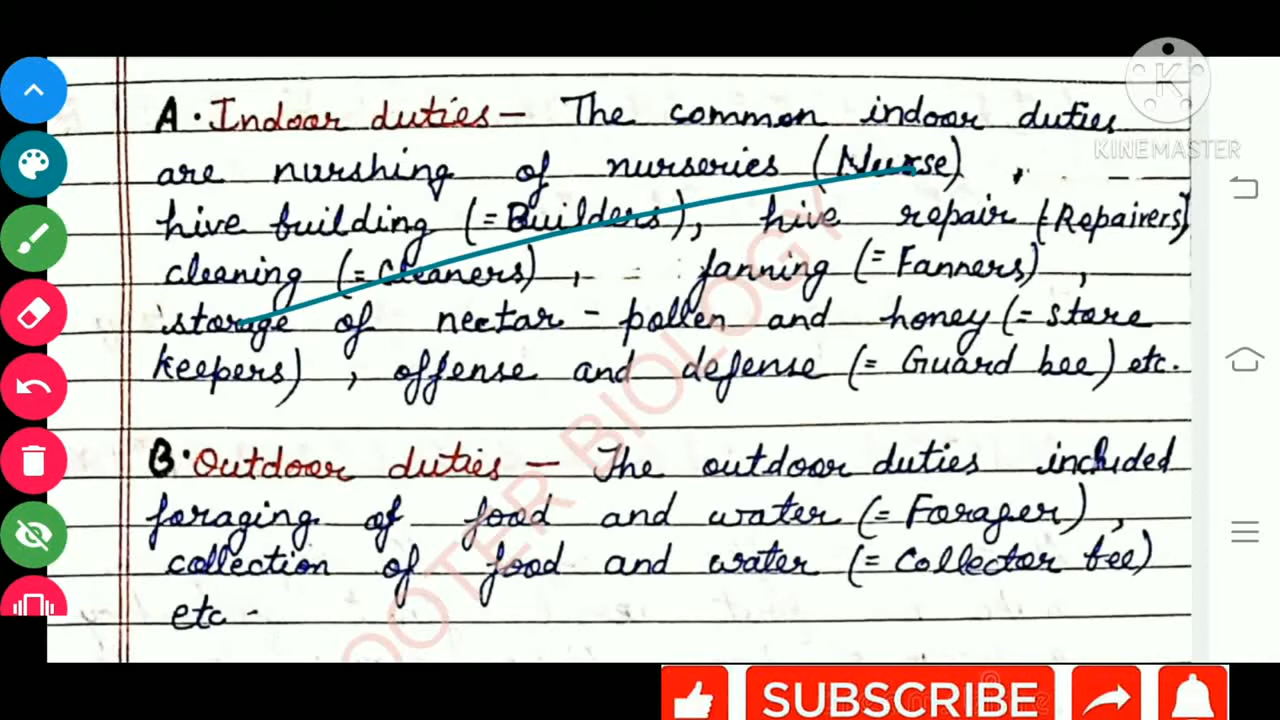 A. Indoor duties - The common indoor duties
are nurshing of nurseries (Nurse) ,
hive building (= Builders), hive repair (-Repairers)
cleaning (= Cleaners) , fanning (= Fanners) ,
storage of nectar - pollen and honey (= store
keepers) , offense and defense (= Guard bee) etc.
B. Outdoor duties - The outdoor duties included
foraging of food and water (= Forager) ,
collection of food and water (= Collector bee)
etc -
K
KINEMASTER
OOTER BIOLOGY
SUBSCRIBE